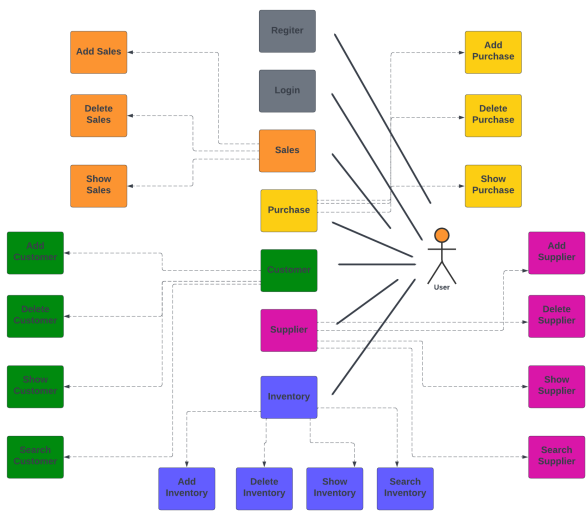 Regiter
Add Sales
Add
Purchase
Login
Delete
Sales
Delete
Purchase
Sales
Show
Sales
Show
Purchase
Purchase
Add
Customer
Add
Supplier
Customer
User
Delete
Customer
Supplier
Delete
Supplier
Show
Customer
Inventory
Show
Supplier
Search
Customer
Search
Supplier
Add
Inventory
Delete
Inventory
Show
Inventory
Search
Inventory